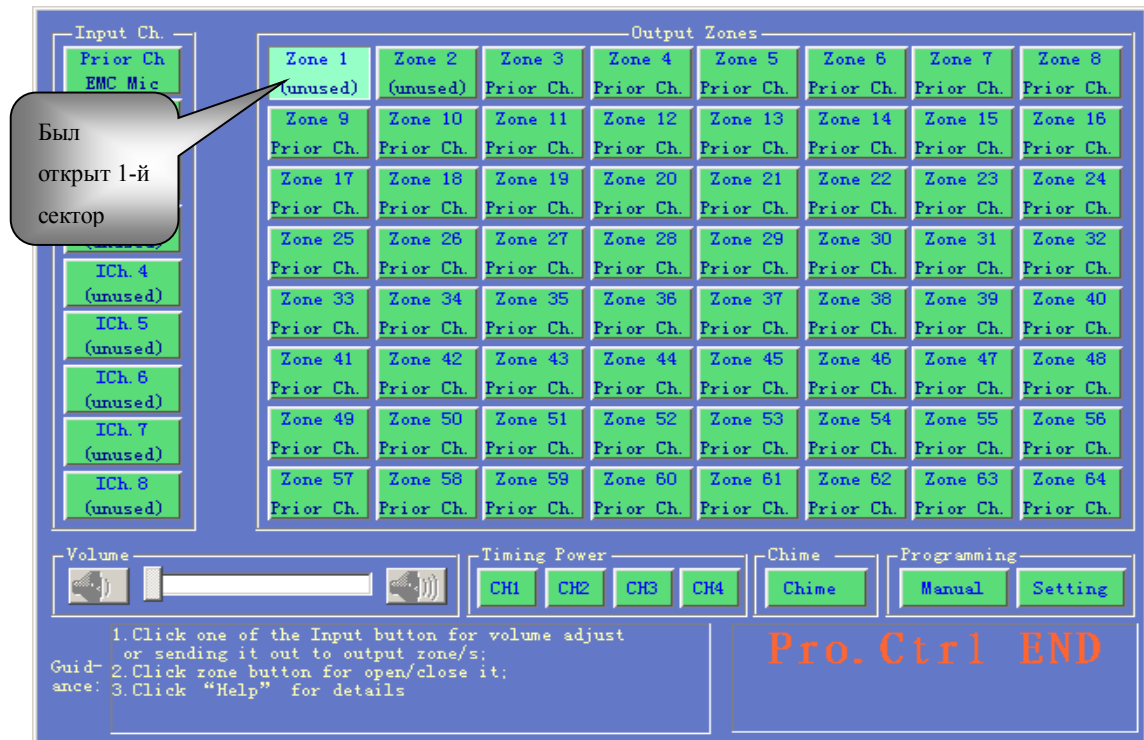 Input Ch.
Prior Ch
EMC Mic
Был
открыт 1-й
сектор
(unused)
ICh. 4
(unused)
ICh. 5
(unused)
ICh. 6
(unused)
ICh. 7
(unused)
ICh. 8
(unused)
Output Zones
Zone 1 Zone 2 Zone 3 Zone 4 Zone 5 Zone 6 Zone 7 Zone 8
(unused) (unused) Prior Ch. Prior Ch. Prior Ch. Prior Ch. Prior Ch. Prior Ch.
Zone 9 Zone 10 Zone 11 Zone 12 Zone 13 Zone 14 Zone 15 Zone 16
Prior Ch. Prior Ch. Prior Ch. Prior Ch. Prior Ch. Prior Ch. Prior Ch. Prior Ch.
Zone 17 Zone 18 Zone 19 Zone 20 Zone 21 Zone 22 Zone 23 Zone 24
Prior Ch. Prior Ch. Prior Ch. Prior Ch. Prior Ch. Prior Ch. Prior Ch. Prior Ch.
Zone 25 Zone 26 Zone 27 Zone 28 Zone 29 Zone 30 Zone 31 Zone 32
Prior Ch. Prior Ch. Prior Ch. Prior Ch. Prior Ch. Prior Ch. Prior Ch. Prior Ch.
Zone 33 Zone 34 Zone 35 Zone 36 Zone 37 Zone 38 Zone 39 Zone 40
Prior Ch. Prior Ch. Prior Ch. Prior Ch. Prior Ch. Prior Ch. Prior Ch. Prior Ch.
Zone 41 Zone 42 Zone 43 Zone 44 Zone 45 Zone 46 Zone 47 Zone 48
Prior Ch. Prior Ch. Prior Ch. Prior Ch. Prior Ch. Prior Ch. Prior Ch. Prior Ch.
Zone 49 Zone 50 Zone 51 Zone 52 Zone 53 Zone 54 Zone 55 Zone 56
Prior Ch. Prior Ch. Prior Ch. Prior Ch. Prior Ch. Prior Ch. Prior Ch. Prior Ch.
Zone 57 Zone 58 Zone 59 Zone 60 Zone 61 Zone 62 Zone 63 Zone 64
Prior Ch. Prior Ch. Prior Ch. Prior Ch. Prior Ch. Prior Ch. Prior Ch. Prior Ch.
Volume
Timing Power
CH1 CH2 CH3 CH4
Chime
Chime
Programming
Manual Setting
Guid-
ance:
1.Click one of the Input button for volume adjust
or sending it out to output zone/s;
2.Click zone button for open/close it;
3.Click “Help” for details
Pro.Ctrl END